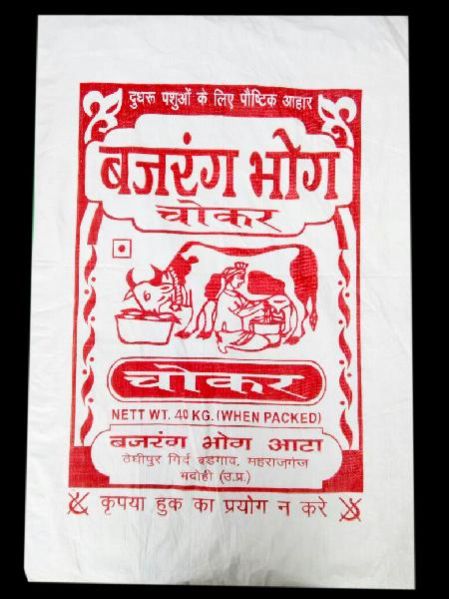 दुधरू पशुओं के लिए पौष्टिक आहार
बजरंग भोग
चोकर
चोकर
NETT WT. 40 KG. (WHEN PACKED)
बजरंग भोग आटा
गिर्द बड़गाव, महराजगंज
भदोही (उ.प्र.)
कृपया हुक का प्रयोग न करे